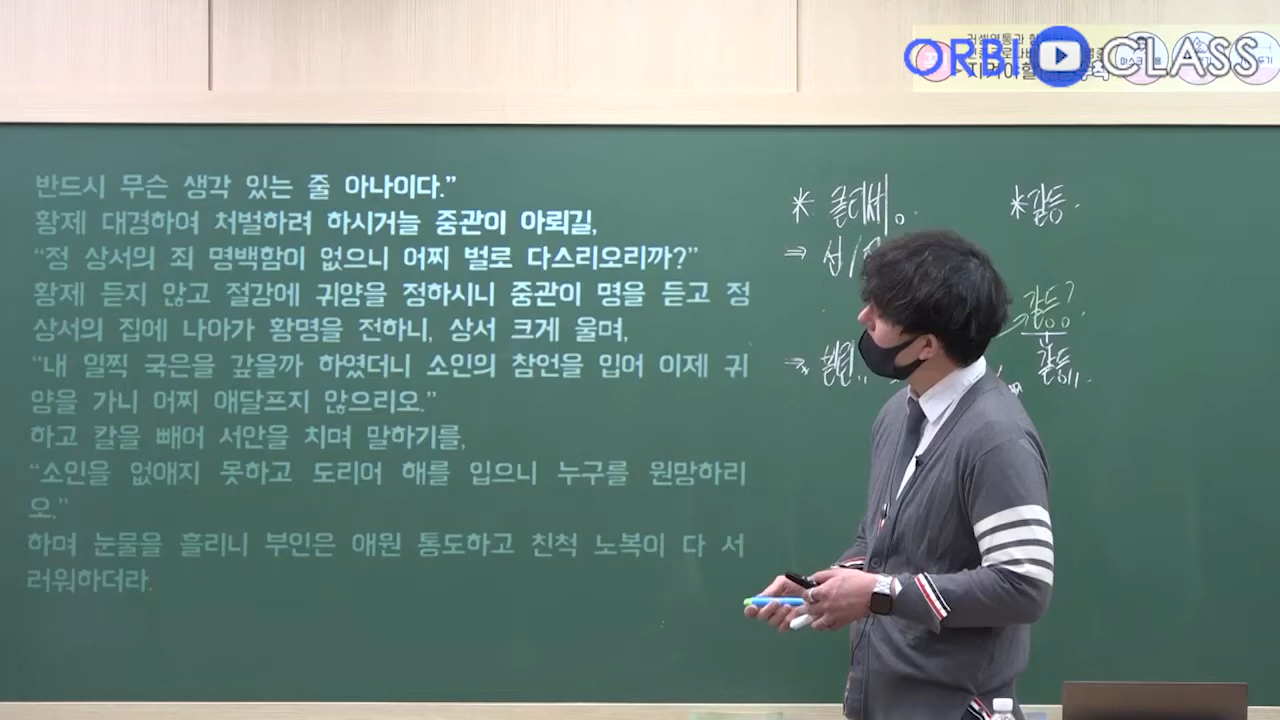 ORBI CLASS
반드시 무슨 생각 있는 줄 아나이다.”
황제 대경하여 처벌하려 하시거늘 중관이 아뢰길,
“정 상서의 죄 명백함이 없으니 어찌 벌로 다스리오리까?”
황제 듣지 않고 절강에 귀양을 정하시니 중관이 명을 듣고 정
상서의 집에 나아가 황명을 전하니, 상서 크게 울며,
“내 일찍 국은을 갚을까 하였더니 소인의 참언을 입어 이제 귀
양을 가니 어찌 애달프지 않으리오.”
하고 칼을 빼어 서안을 치며 말하기를,
“소인을 없애지 못하고 도리어 해를 입으니 누구를 원망하리
오.”
하며 눈물을 흘리니 부인은 애원 통도하고 친척 노복이 다 서
러워하더라.
* 갈등.
⇒ 선/
갈등?
갈등